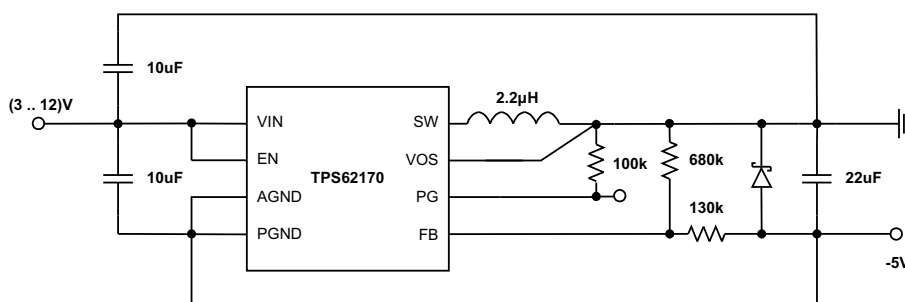 10uF
(3 .. 12)V
2.2µH
VIN
SW
EN
VOS
100k
680k
10uF
TPS62170
22uF
AGND
PG
130k
PGND
FB
-5V